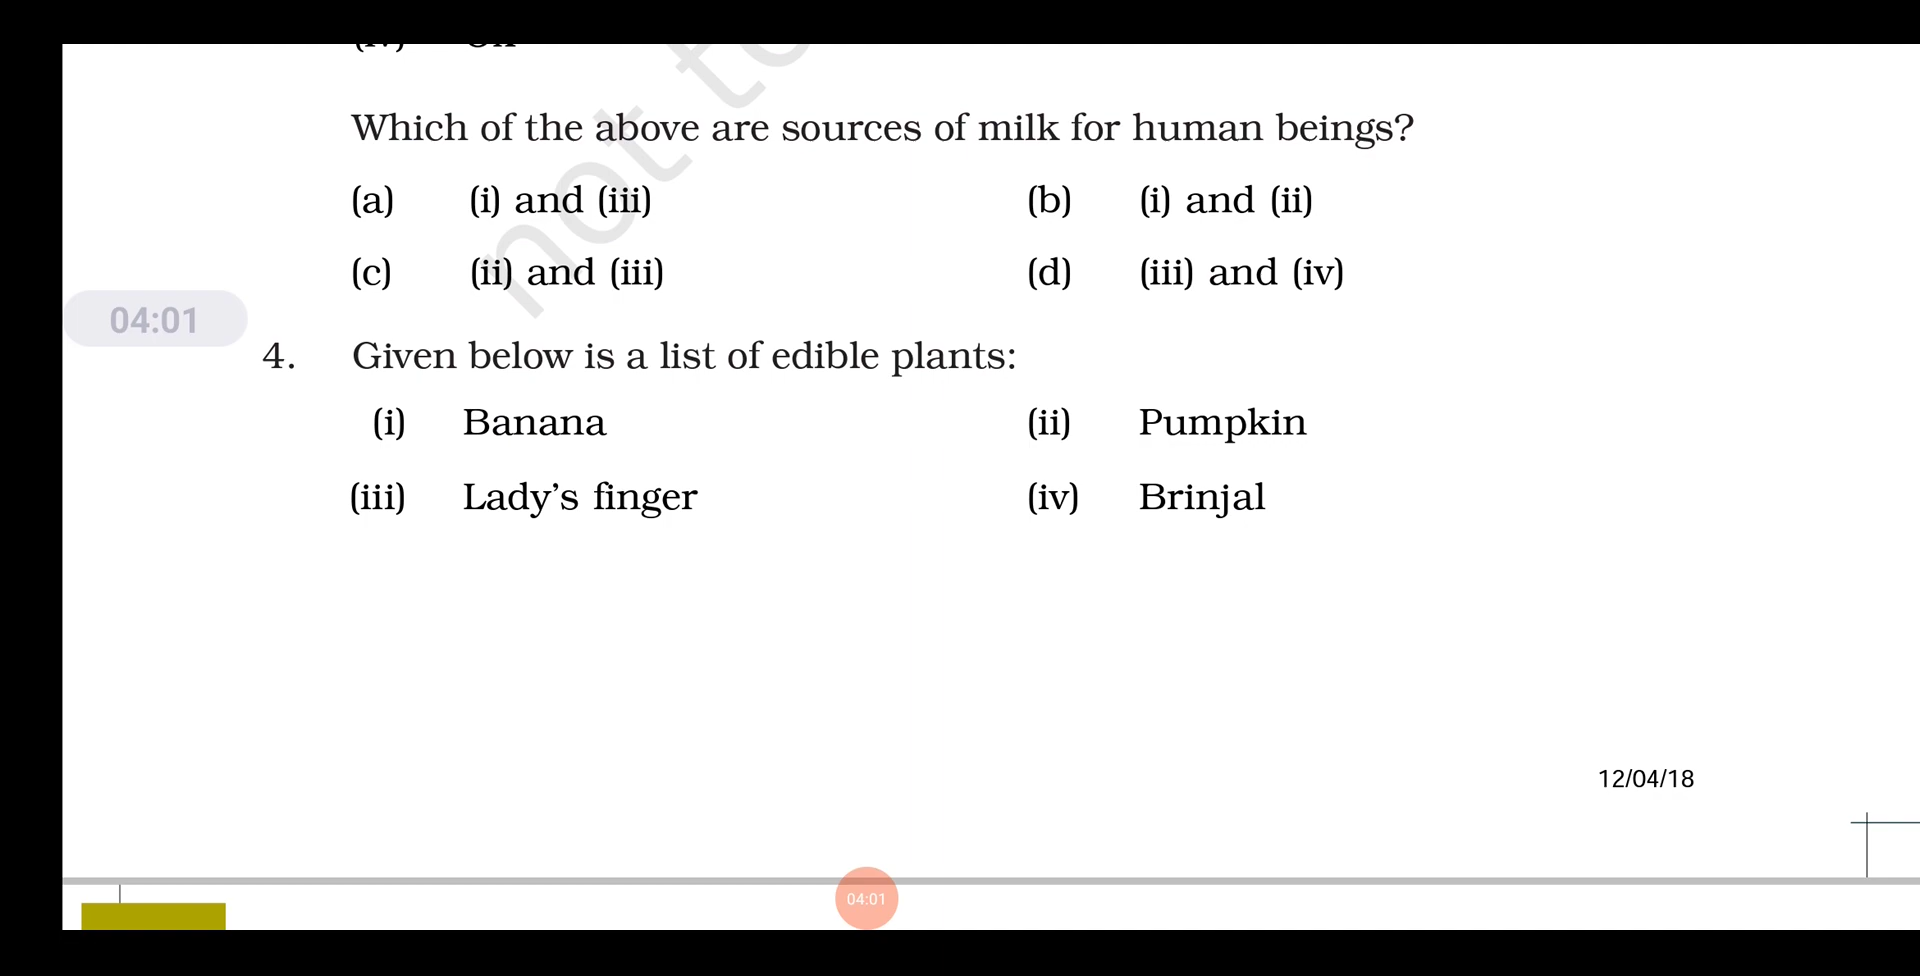 Which of the above are sources of milk for human beings?
(a) (i) and (iii) (b) (i) and (ii)
(c) (ii) and (iii) (d) (iii) and (iv)
04:01
4. Given below is a list of edible plants:
(i) Banana (ii) Pumpkin
(iii) Lady's finger (iv) Brinjal
12/04/18
04:01
not to